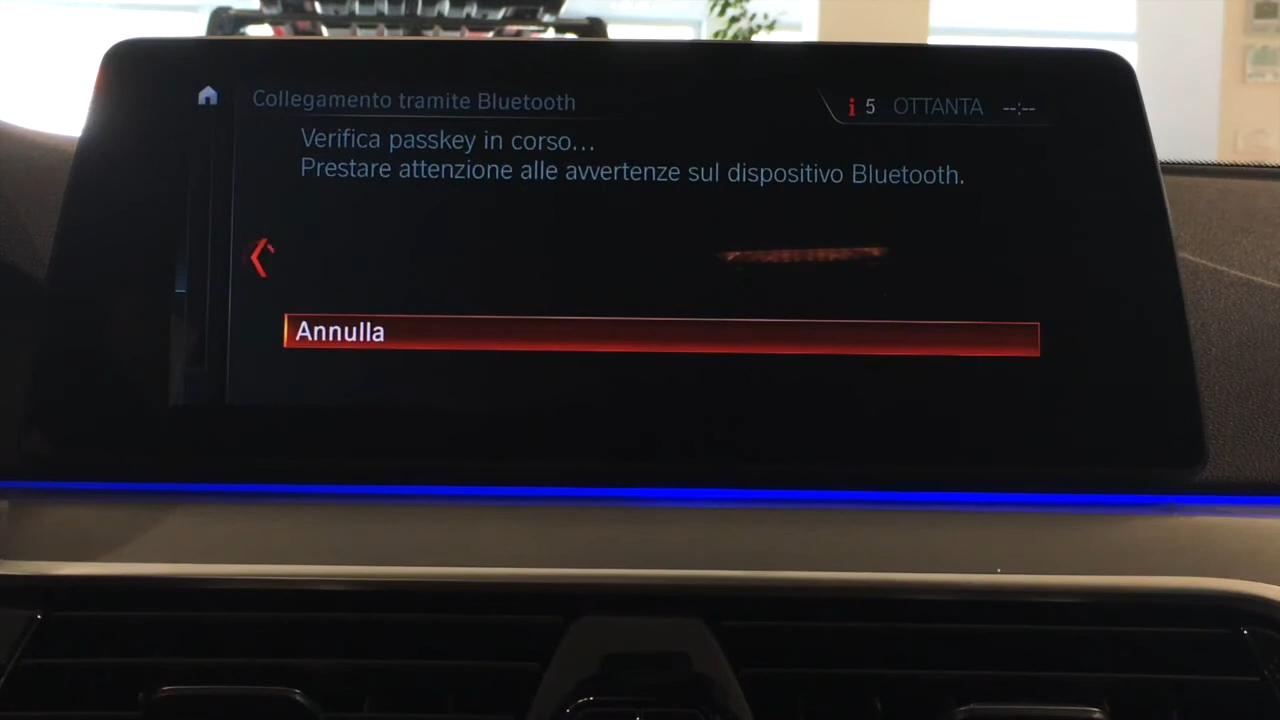 Collegamento tramite Bluetooth
i 5 OTTANTA --:--
Verifica passkey in corso...
Prestare attenzione alle avvertenze sul dispositivo Bluetooth.
Annulla